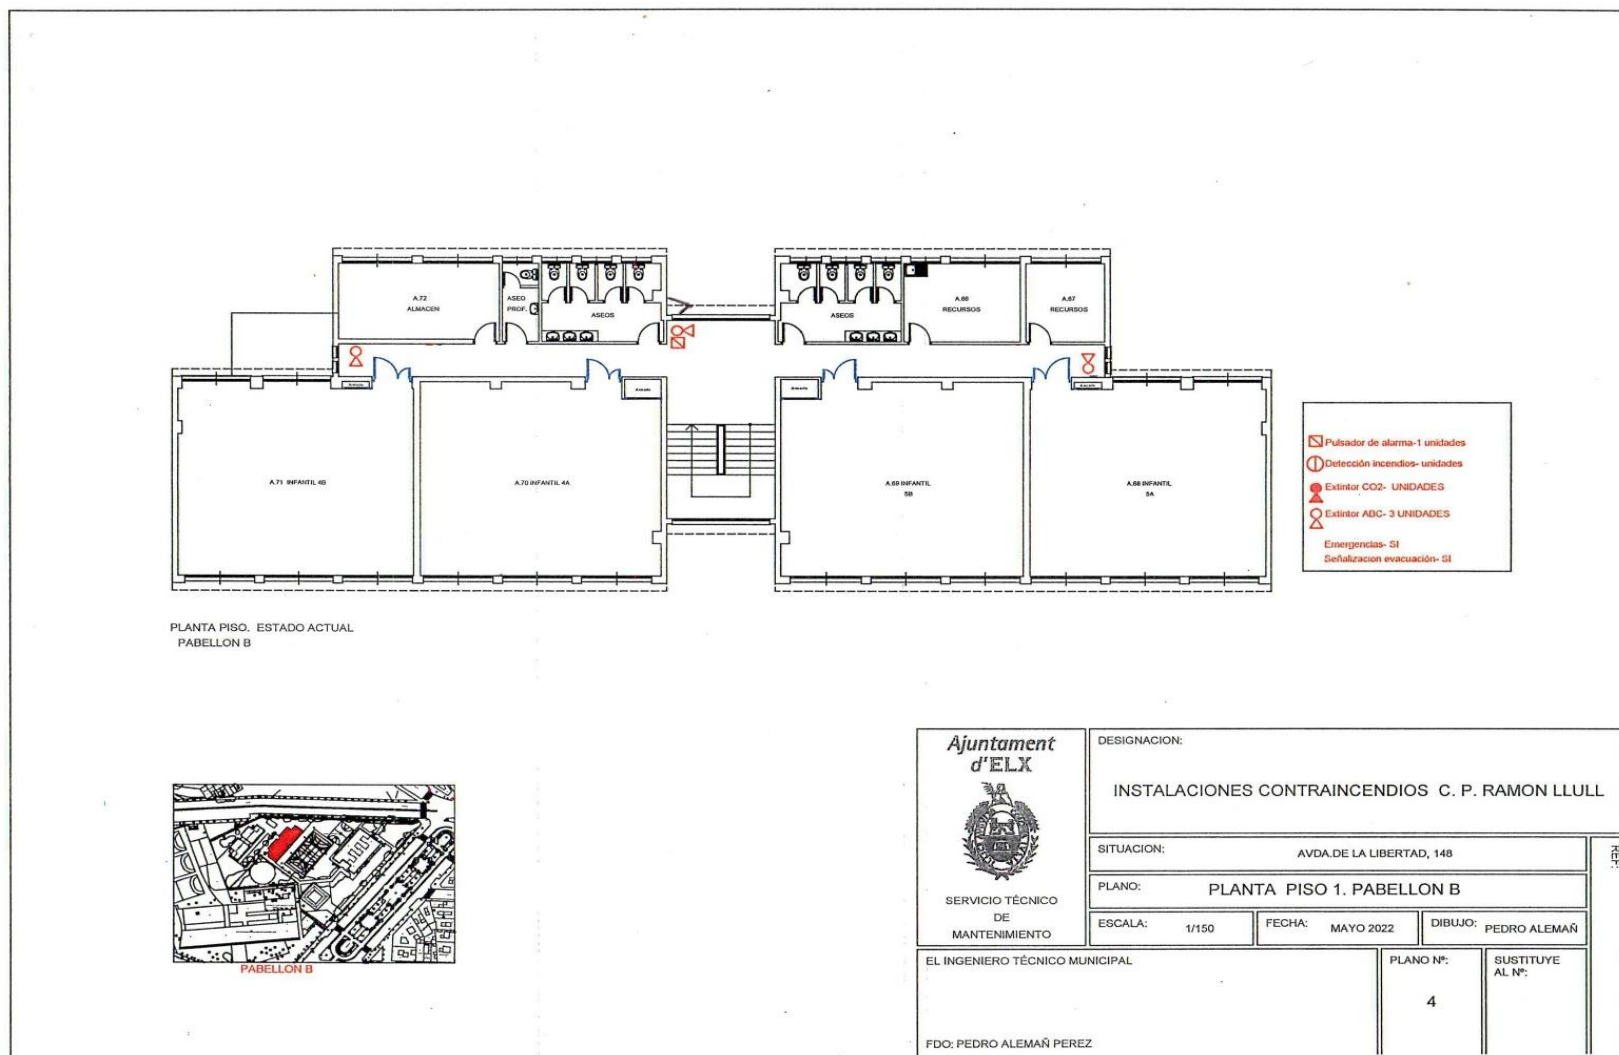 A.72
ALMACEN
ASEO
PROF.
ASEOS
ASEOS
A.66
RECURSOS
A.67
RECURSOS
A.71 INFANTIL 4B
A.70 INFANTIL 4A
A.69 INFANTIL
5B
A.68 INFANTIL
5A
Pulsador de alarma-1 unidades
Detección incendios- unidades
Extintor CO2- UNIDADES
Extintor ABC- 3 UNIDADES
Emergencias- SI
Señalizacion evacuación- SI
PLANTA PISO. ESTADO ACTUAL
PABELLON B
PABELLON B
Ajuntament
d'ELX
SERVICIO TÉCNICO
DE
MANTENIMIENTO
DESIGNACION:
INSTALACIONES CONTRAINCENDIOS C. P. RAMON LLULL
SITUACION: AVDA.DE LA LIBERTAD, 148
REF:
PLANO: PLANTA PISO 1. PABELLON B
ESCALA: 1/150 FECHA: MAYO 2022 DIBUJO: PEDRO ALEMAÑ
EL INGENIERO TÉCNICO MUNICIPAL
FDO: PEDRO ALEMAÑ PEREZ
PLANO Nº:
4
SUSTITUYE
AL Nº: